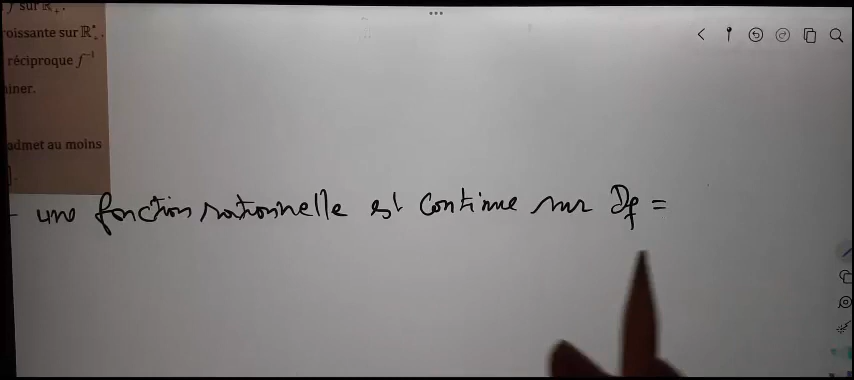 f sur ℝ₊.
roissante sur ℝ₊*.
réciproque f⁻¹
iner.
admet au moins
].
- une fonction rationnelle est continue sur Df =